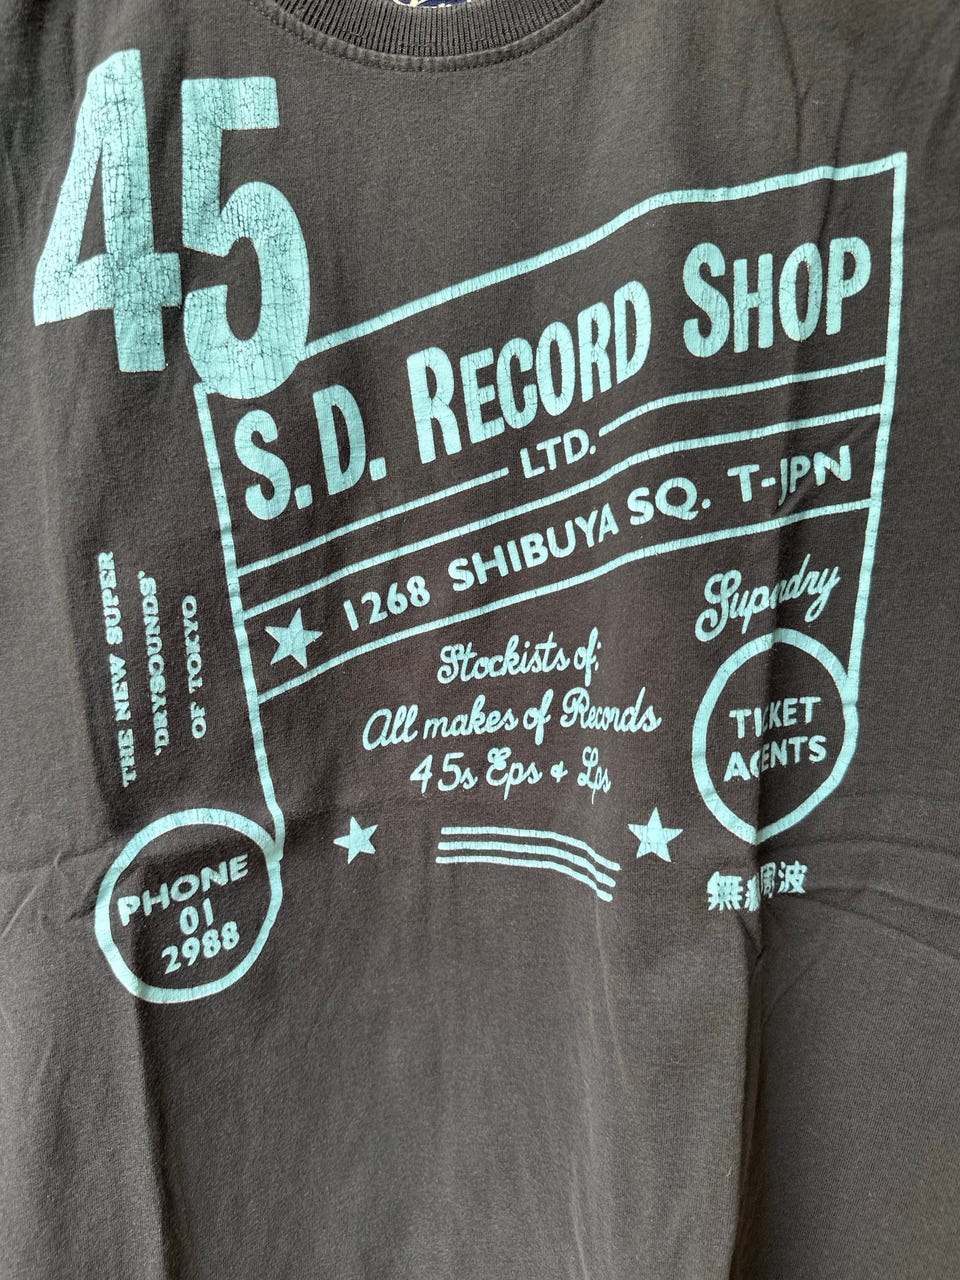 45
S.D. RECORD SHOP
LTD.
1268 SHIBUYA SQ. T-JPN
THE NEW SUPER
'DRYSOUNDS'
OF TOKYO
Superdry
Stockists of:
All makes of Records
45s Eps + Lps
TICKET
AGENTS
PHONE
01
2988
無線周波